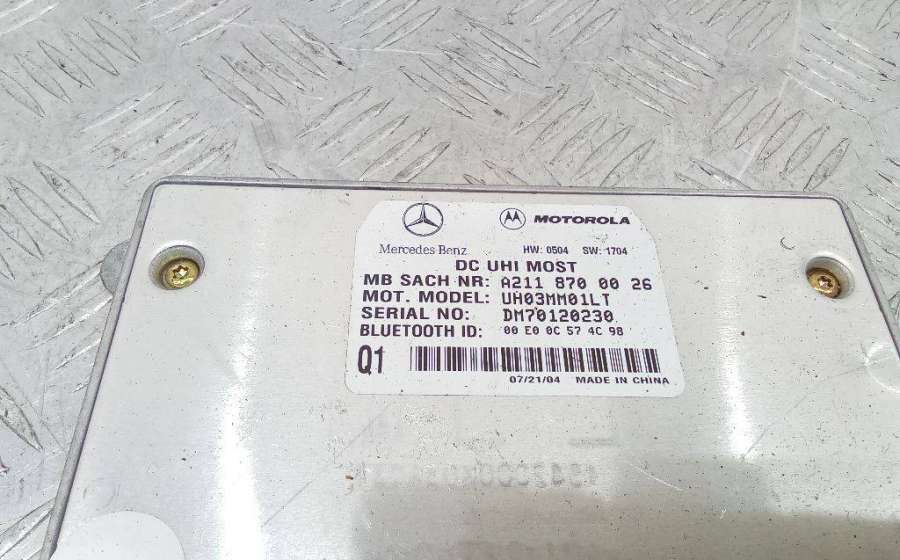 MOTOROLA
Mercedes Benz HW: 0504 SW: 1704
DC UHI MOST
MB SACH NR: A211 870 00 26
MOT. MODEL: UH03MM01LT
SERIAL NO: DM70120230
BLUETOOTH ID: 00 E0 0C 57 4C 98
Q1
07/21/04 MADE IN CHINA